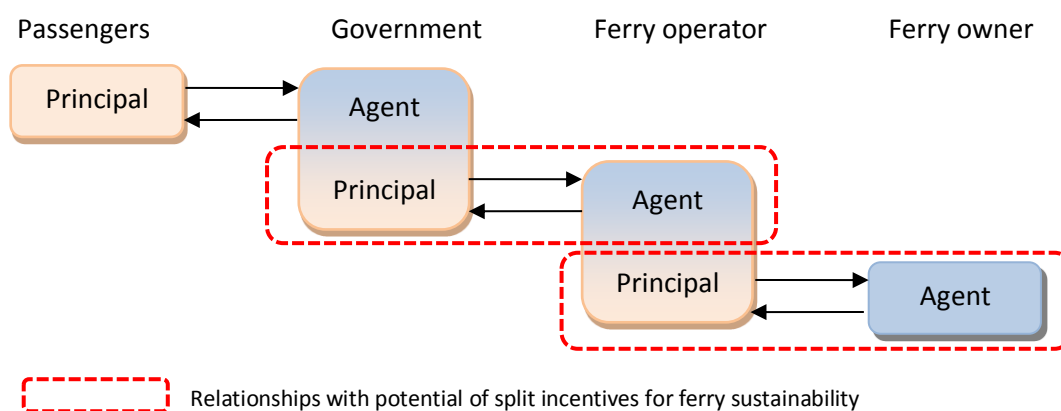 Passengers Government Ferry operator Ferry owner
Principal
Agent
Principal
Agent
Principal
Agent
Relationships with potential of split incentives for ferry sustainability